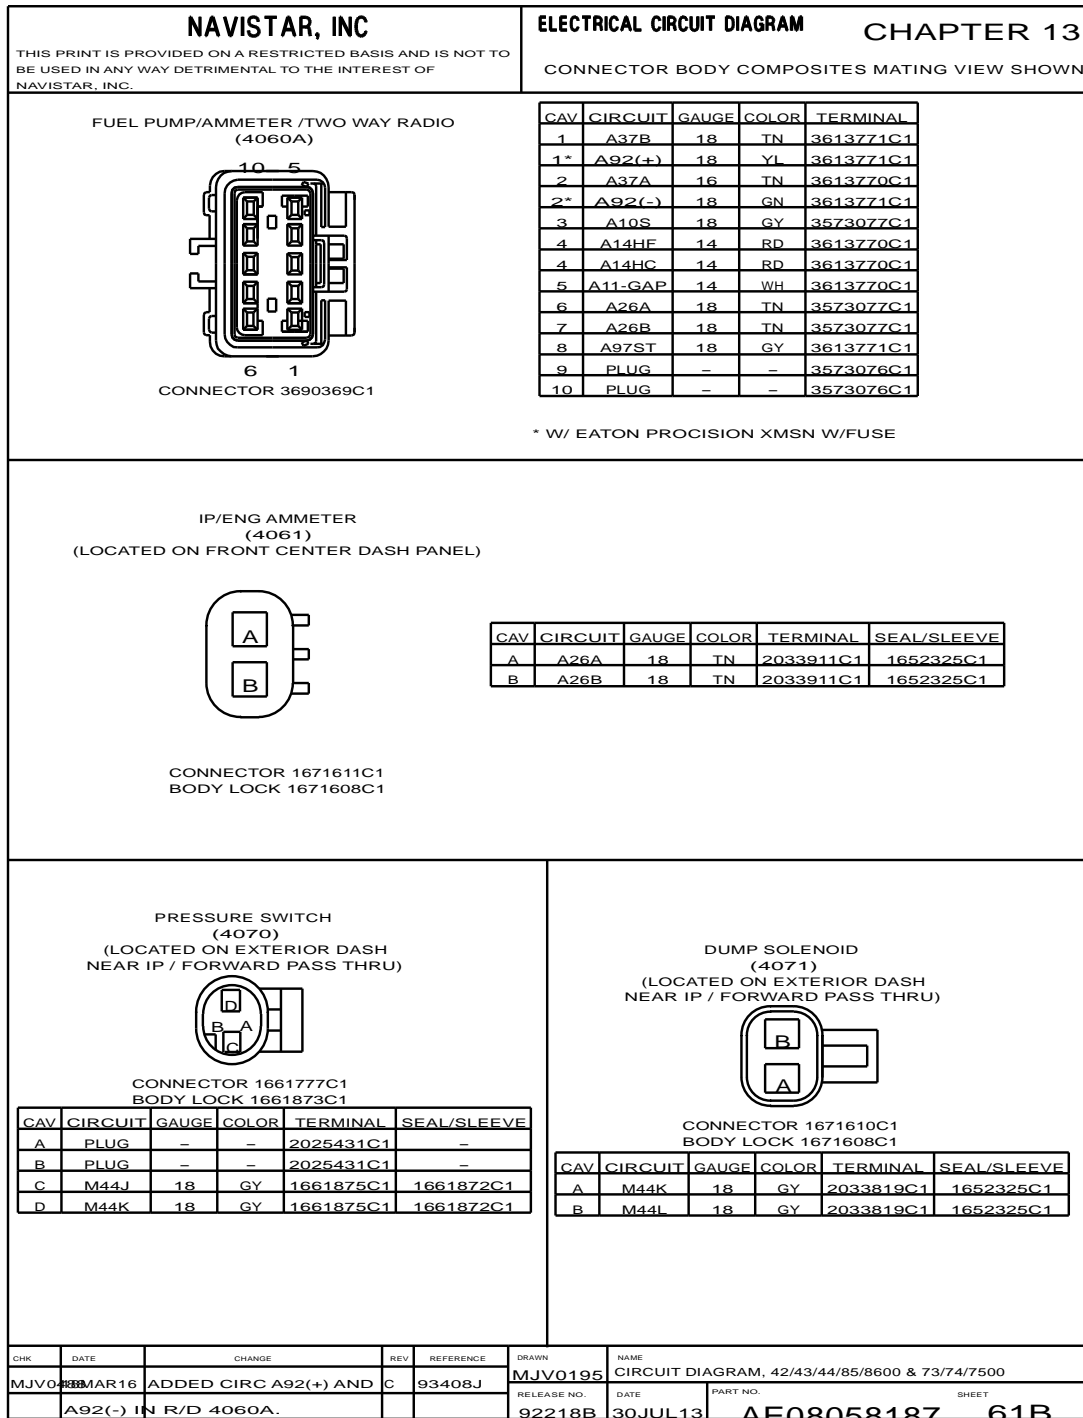 NAVISTAR, INC
THIS PRINT IS PROVIDED ON A RESTRICTED BASIS AND IS NOT TO
BE USED IN ANY WAY DETRIMENTAL TO THE INTEREST OF
NAVISTAR, INC.
ELECTRICAL CIRCUIT DIAGRAM CHAPTER 13
CONNECTOR BODY COMPOSITES MATING VIEW SHOWN
FUEL PUMP/AMMETER /TWO WAY RADIO
(4060A)
10 5
6 1
CONNECTOR 3690369C1
CAV CIRCUIT GAUGE COLOR TERMINAL
1 A37B 18 TN 3613771C1
1* A92(+) 18 YL 3613771C1
2 A37A 16 TN 3613770C1
2* A92(-) 18 GN 3613771C1
3 A10S 18 GY 3573077C1
4 A14HF 14 RD 3613770C1
4 A14HC 14 RD 3613770C1
5 A11-GAP 14 WH 3613770C1
6 A26A 18 TN 3573077C1
7 A26B 18 TN 3573077C1
8 A97ST 18 GY 3613771C1
9 PLUG – – 3573076C1
10 PLUG – – 3573076C1
* W/ EATON PROCISION XMSN W/FUSE
IP/ENG AMMETER
(4061)
(LOCATED ON FRONT CENTER DASH PANEL)
A
B
CONNECTOR 1671611C1
BODY LOCK 1671608C1
CAV CIRCUIT GAUGE COLOR TERMINAL SEAL/SLEEVE
A A26A 18 TN 2033911C1 1652325C1
B A26B 18 TN 2033911C1 1652325C1
PRESSURE SWITCH
(4070)
(LOCATED ON EXTERIOR DASH
NEAR IP / FORWARD PASS THRU)
D
B A
C
CONNECTOR 1661777C1
BODY LOCK 1661873C1
CAV CIRCUIT GAUGE COLOR TERMINAL SEAL/SLEEVE
A PLUG – – 2025431C1 –
B PLUG – – 2025431C1 –
C M44J 18 GY 1661875C1 1661872C1
D M44K 18 GY 1661875C1 1661872C1
DUMP SOLENOID
(4071)
(LOCATED ON EXTERIOR DASH
NEAR IP / FORWARD PASS THRU)
B
A
CONNECTOR 1671610C1
BODY LOCK 1671608C1
CAV CIRCUIT GAUGE COLOR TERMINAL SEAL/SLEEVE
A M44K 18 GY 2033819C1 1652325C1
B M44L 18 GY 2033819C1 1652325C1
CHK DATE CHANGE REV REFERENCE
ADDED CIRC A92(+) AND C 93408J
A92(-) IN R/D 4060A.
DRAWN NAME
MJV0195 CIRCUIT DIAGRAM, 42/43/44/85/8600 & 73/74/7500
RELEASE NO. DATE PART NO. SHEET
92218B 30JUL13 AE08058187 61B